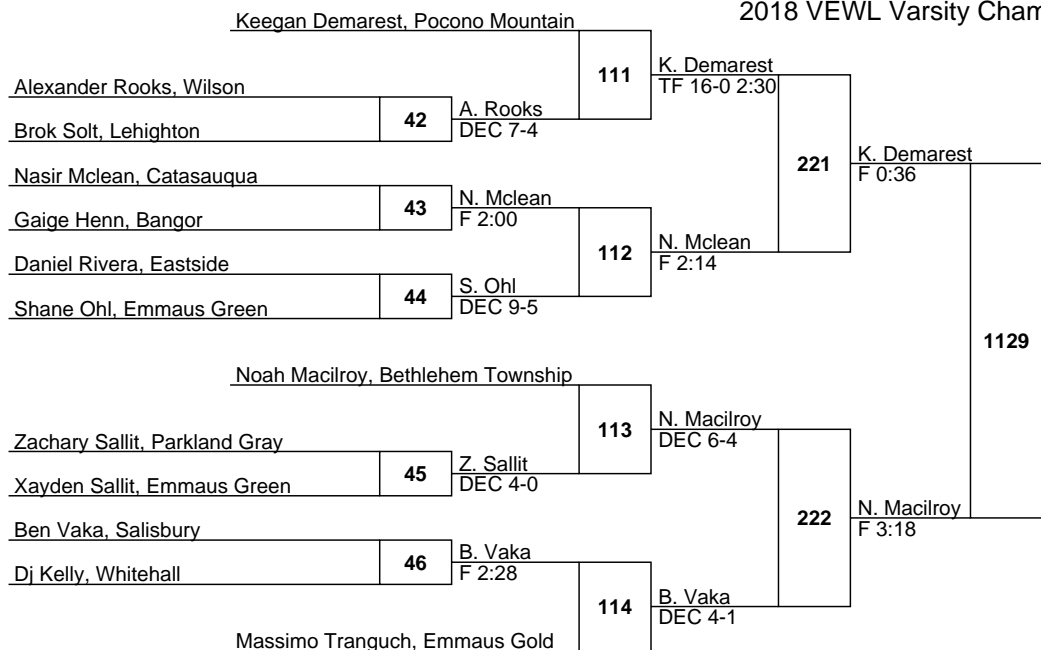 2018 VEWL Varsity Cham
Keegan Demarest, Pocono Mountain
111
K. Demarest
TF 16-0 2:30
Alexander Rooks, Wilson
42
A. Rooks
DEC 7-4
Brok Solt, Lehighton
221
K. Demarest
F 0:36
Nasir Mclean, Catasauqua
43
N. Mclean
F 2:00
Gaige Henn, Bangor
112
N. Mclean
F 2:14
Daniel Rivera, Eastside
44
S. Ohl
DEC 9-5
Shane Ohl, Emmaus Green
1129
Noah Macilroy, Bethlehem Township
113
N. Macilroy
DEC 6-4
Zachary Sallit, Parkland Gray
45
Z. Sallit
DEC 4-0
Xayden Sallit, Emmaus Green
222
N. Macilroy
F 3:18
Ben Vaka, Salisbury
46
B. Vaka
F 2:28
Dj Kelly, Whitehall
114
B. Vaka
DEC 4-1
Massimo Tranguch, Emmaus Gold